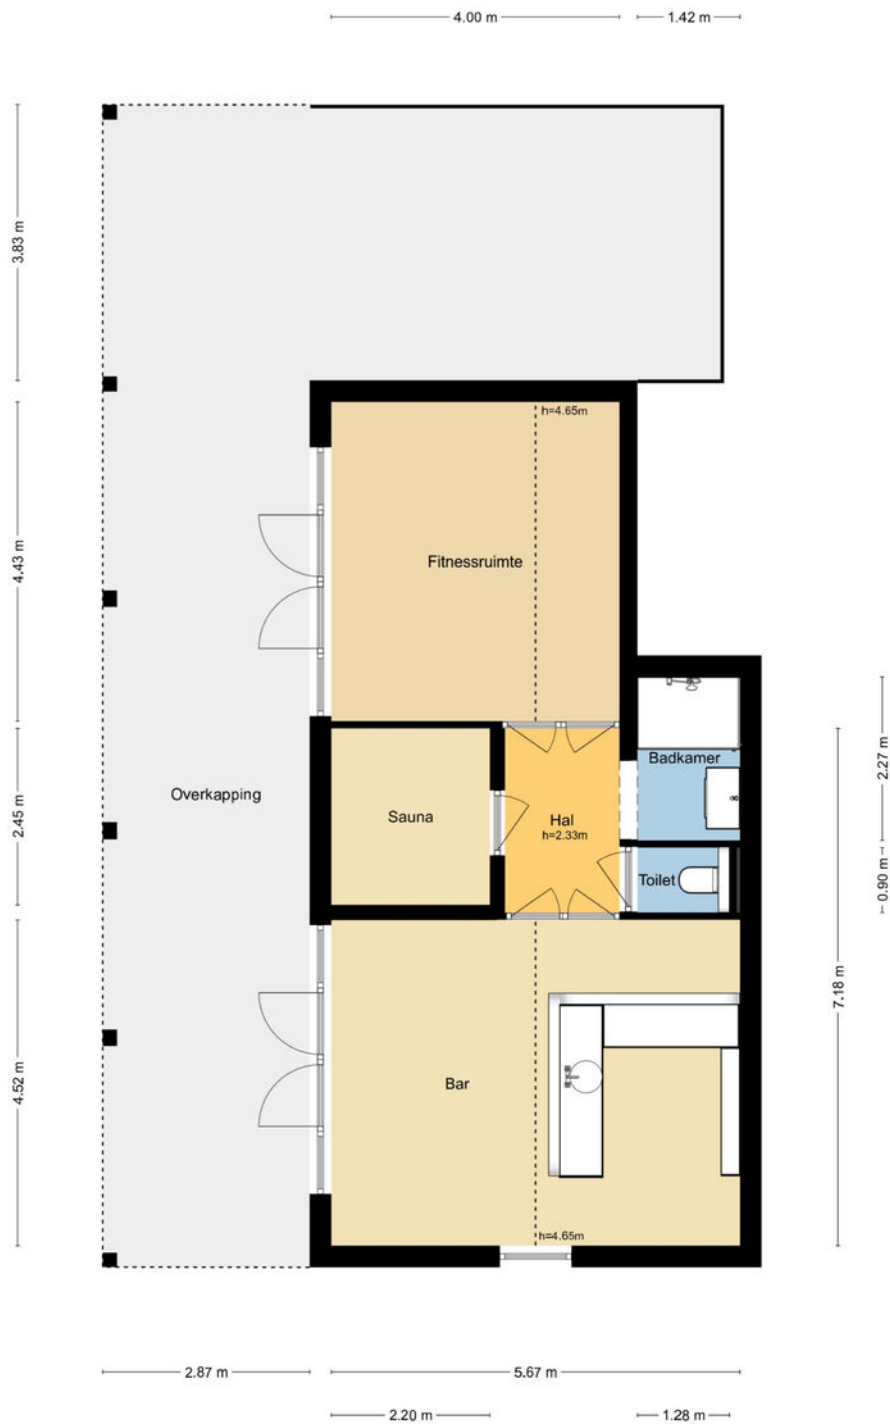 4.00 m
1.42 m
3.83 m
h=4.65m
4.43 m
Fitnessruimte
2.27 m
Badkamer
Overkapping
2.45 m
Sauna
Hal
h=2.33m
Toilet
0.90 m
7.18 m
4.52 m
Bar
h=4.65m
2.87 m
5.67 m
2.20 m
1.28 m